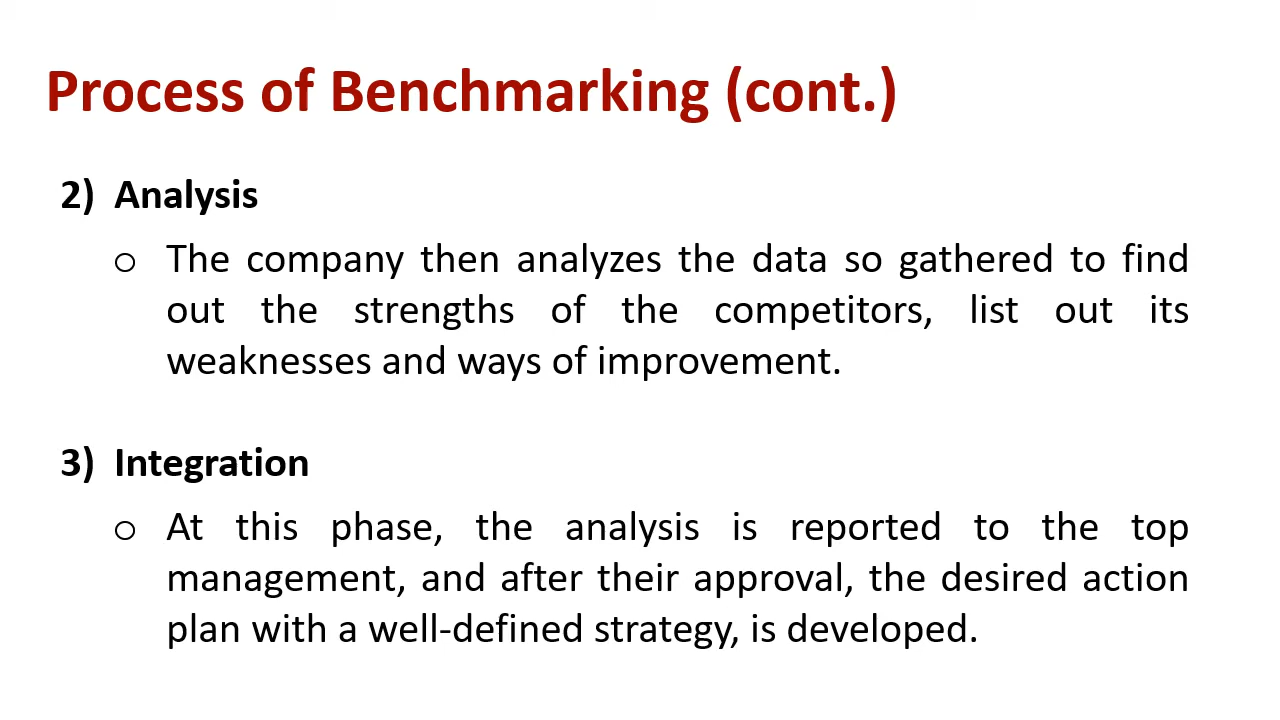 Process of Benchmarking (cont.)
2) Analysis
o The company then analyzes the data so gathered to find
out the strengths of the competitors, list out its
weaknesses and ways of improvement.
3) Integration
o At this phase, the analysis is reported to the top
management, and after their approval, the desired action
plan with a well-defined strategy, is developed.